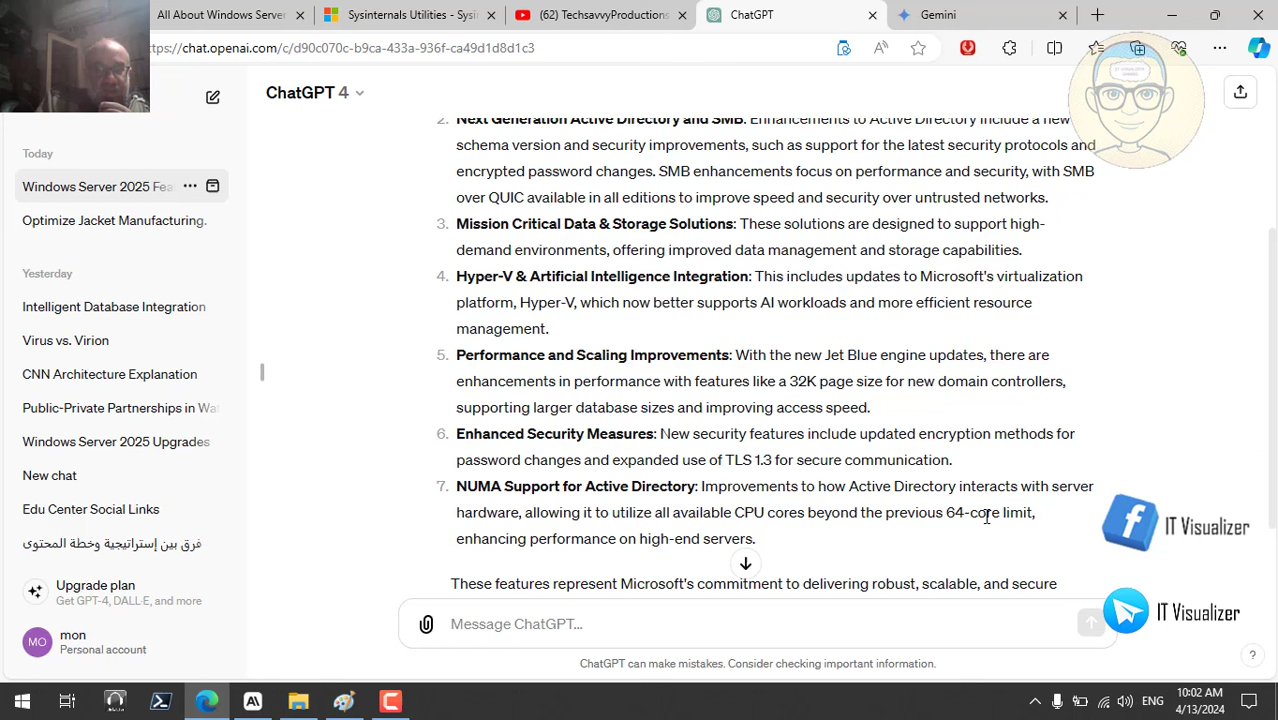 All About Windows Server
Sysinternals Utilities - Sysin
(62) TechsavvyProductions
ChatGPT
Gemini
ttps://chat.openai.com/c/d90c070c-b9ca-433a-936f-ca49d1d8d1c3
IT VISUALIZER
ChatGPT 4
Today
Windows Server 2025 Fea
Optimize Jacket Manufacturing.
Yesterday
Intelligent Database Integration
Virus vs. Virion
CNN Architecture Explanation
Public-Private Partnerships in Wa
Windows Server 2025 Upgrades
New chat
Edu Center Social Links
فرق بين إستراتيجية وخطة المحتوى
Upgrade plan
Get GPT-4, DALL·E, and more
MO
mon
Personal account
2. Next Generation Active Directory and SMB: Enhancements to Active Directory include a new
schema version and security improvements, such as support for the latest security protocols and
encrypted password changes. SMB enhancements focus on performance and security, with SMB
over QUIC available in all editions to improve speed and security over untrusted networks.
3. Mission Critical Data & Storage Solutions: These solutions are designed to support high-
demand environments, offering improved data management and storage capabilities.
4. Hyper-V & Artificial Intelligence Integration: This includes updates to Microsoft's virtualization
platform, Hyper-V, which now better supports AI workloads and more efficient resource
management.
5. Performance and Scaling Improvements: With the new Jet Blue engine updates, there are
enhancements in performance with features like a 32K page size for new domain controllers,
supporting larger database sizes and improving access speed.
6. Enhanced Security Measures: New security features include updated encryption methods for
password changes and expanded use of TLS 1.3 for secure communication.
7. NUMA Support for Active Directory: Improvements to how Active Directory interacts with server
hardware, allowing it to utilize all available CPU cores beyond the previous 64-core limit,
enhancing performance on high-end servers.
These features represent Microsoft's commitment to delivering robust, scalable, and secure
Message ChatGPT...
ChatGPT can make mistakes. Consider checking important information.
IT Visualizer
IT Visualizer
?
ENG
10:02 AM
4/13/2024